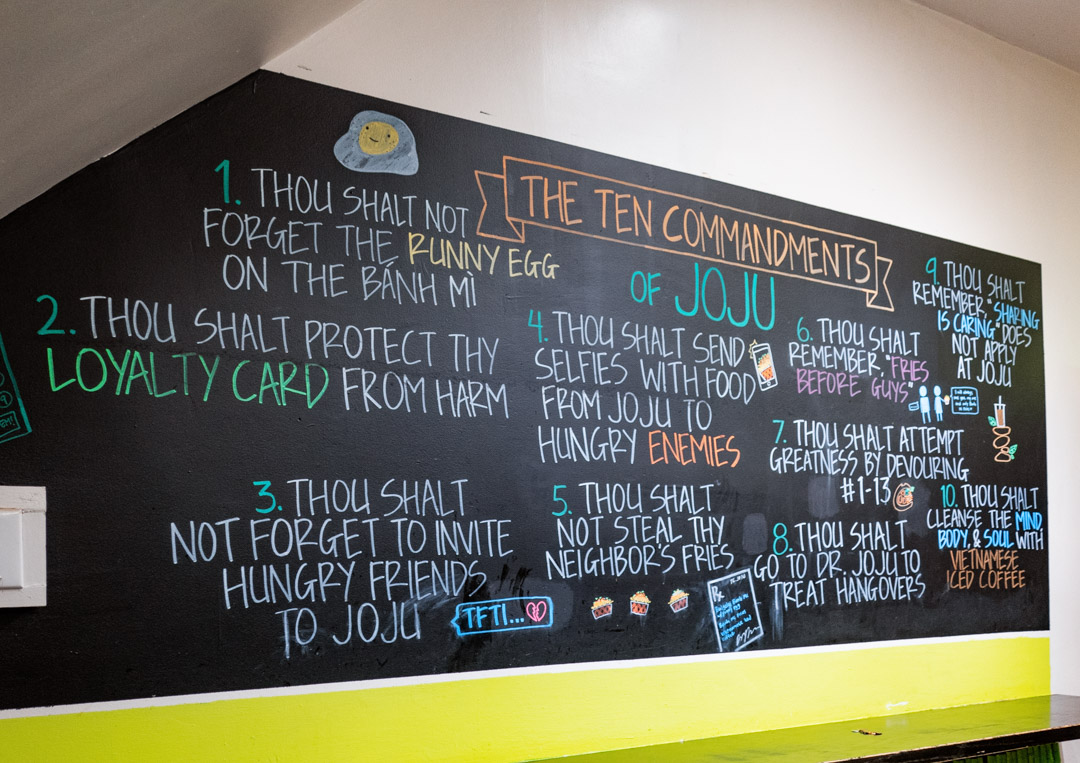 THE TEN COMMANDMENTS
OF JOJU
1. THOU SHALT NOT
FORGET THE RUNNY EGG
ON THE BÁNH MÌ
2. THOU SHALT PROTECT THY
LOYALTY CARD FROM HARM
3. THOU SHALT
NOT FORGET TO INVITE
HUNGRY FRIENDS
TO JOJU
TFTI...
4. THOU SHALT SEND
SELFIES WITH FOOD
FROM JOJU TO
HUNGRY ENEMIES
5. THOU SHALT
NOT STEAL THY
NEIGHBOR'S FRIES
6. THOU SHALT
REMEMBER "FRIES
BEFORE GUYS"
7. THOU SHALT ATTEMPT
GREATNESS BY DEVOURING
#1-13
8. THOU SHALT
GO TO DR. JOJU TO
TREAT HANGOVERS
Rx
9. THOU SHALT
REMEMBER "SHARING
IS CARING" DOES
NOT APPLY
AT JOJU
10. THOU SHALT
CLEANSE THE MIND,
BODY, & SOUL WITH
VIETNAMESE
ICED COFFEE